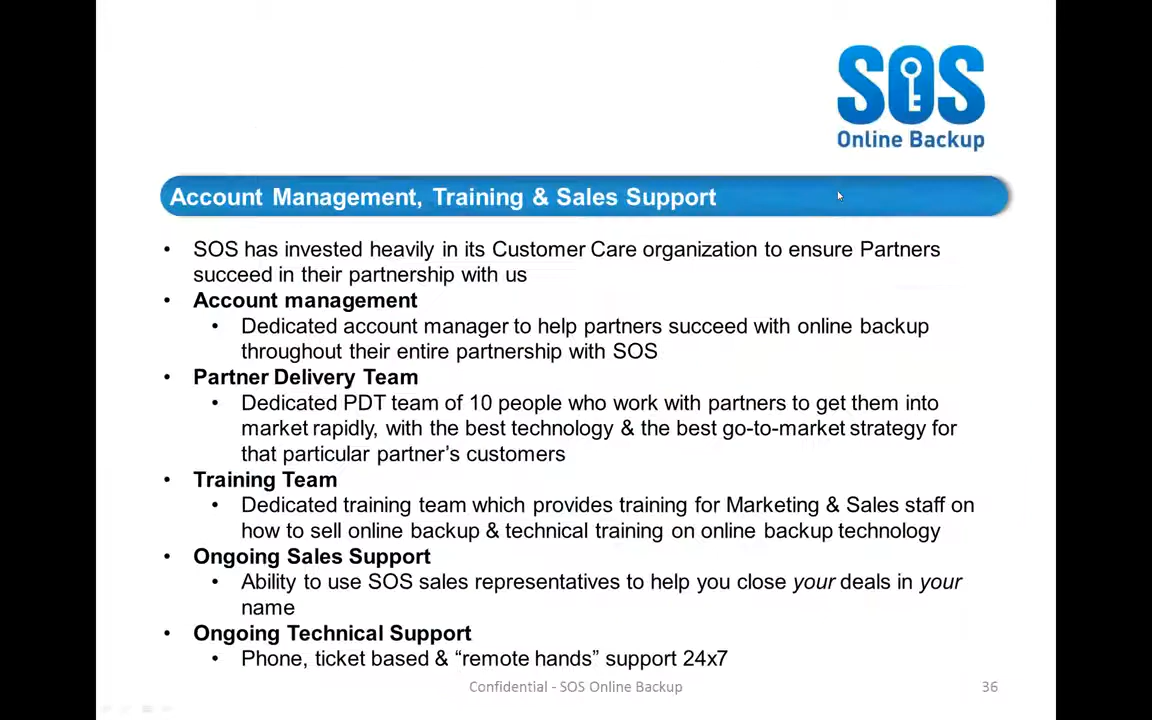 SOS
Online Backup
Account Management, Training & Sales Support
• SOS has invested heavily in its Customer Care organization to ensure Partners
succeed in their partnership with us
• Account management
• Dedicated account manager to help partners succeed with online backup
throughout their entire partnership with SOS
• Partner Delivery Team
• Dedicated PDT team of 10 people who work with partners to get them into
market rapidly, with the best technology & the best go-to-market strategy for
that particular partner’s customers
• Training Team
• Dedicated training team which provides training for Marketing & Sales staff on
how to sell online backup & technical training on online backup technology
• Ongoing Sales Support
• Ability to use SOS sales representatives to help you close your deals in your
name
• Ongoing Technical Support
• Phone, ticket based & “remote hands” support 24x7
Confidential - SOS Online Backup
36